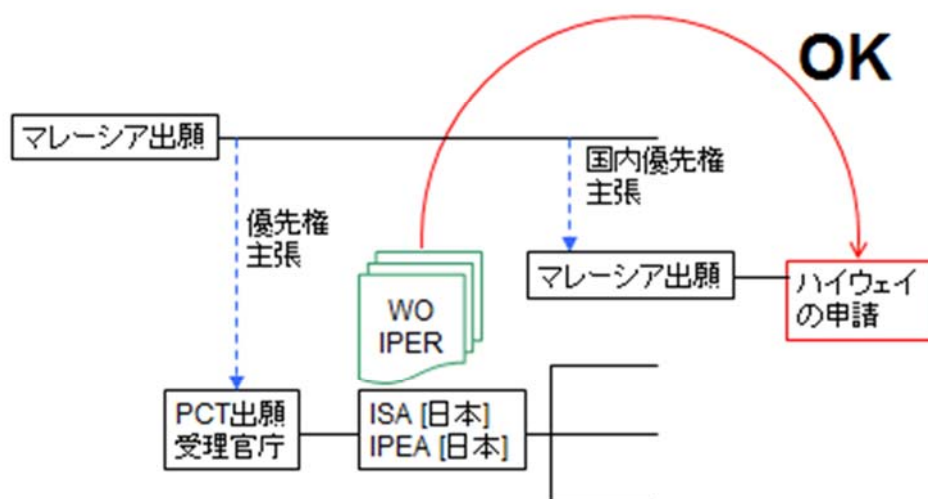 OK
マレーシア出願
国内優先権
主張
優先権
主張
マレーシア出願
ハイウェイ
の申請
WO
IPER
PCT出願
受理官庁
ISA [日本]
IPEA [日本]